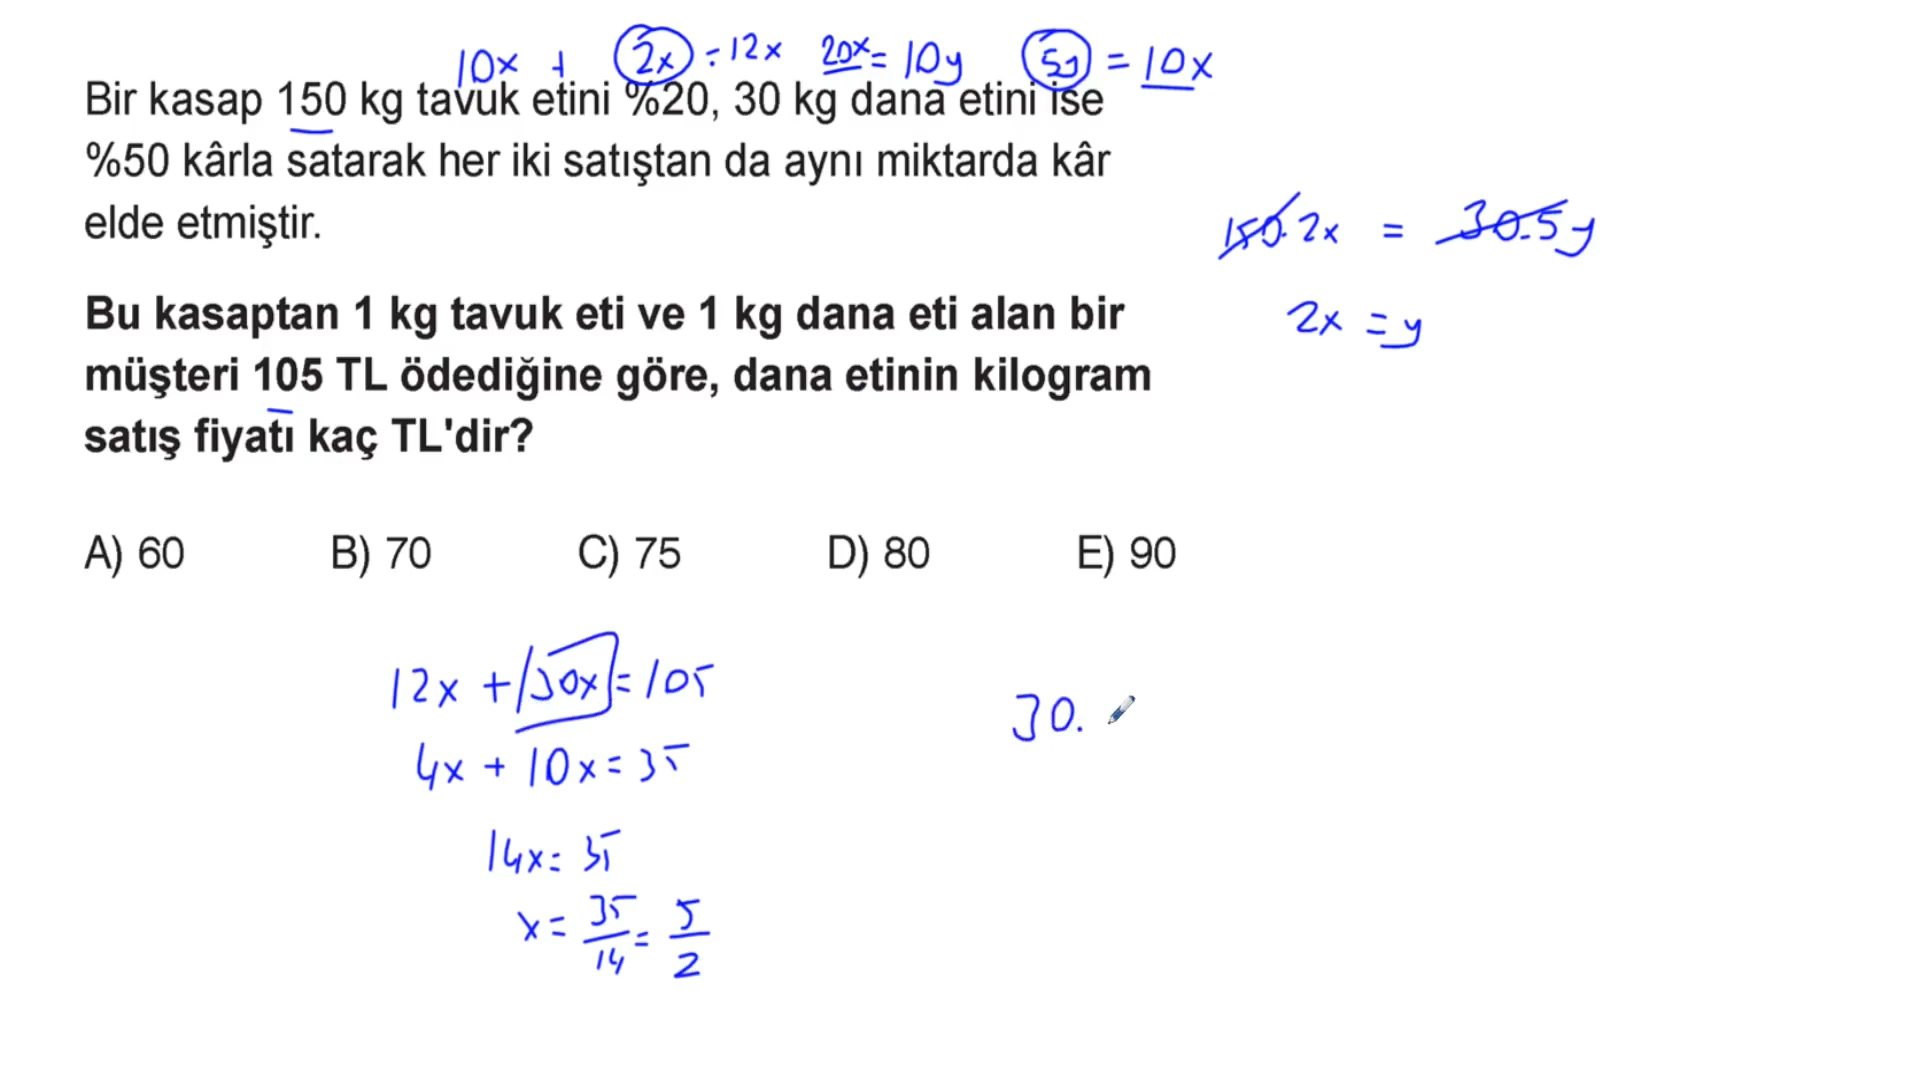 10x + 2x = 12x 20x = 10y 5y = 10x
Bir kasap 150 kg tavuk etini %20, 30 kg dana etini ise
%50 kârla satarak her iki satıştan da aynı miktarda kâr
elde etmiştir.
150.2x = 30.5y
2x = y
Bu kasaptan 1 kg tavuk eti ve 1 kg dana eti alan bir
müşteri 105 TL ödediğine göre, dana etinin kilogram
satış fiyatı kaç TL'dir?
A) 60 B) 70 C) 75 D) 80 E) 90
12x + 30x = 105
30.
4x + 10x = 35
14x = 35
x = 35/14 = 5/2